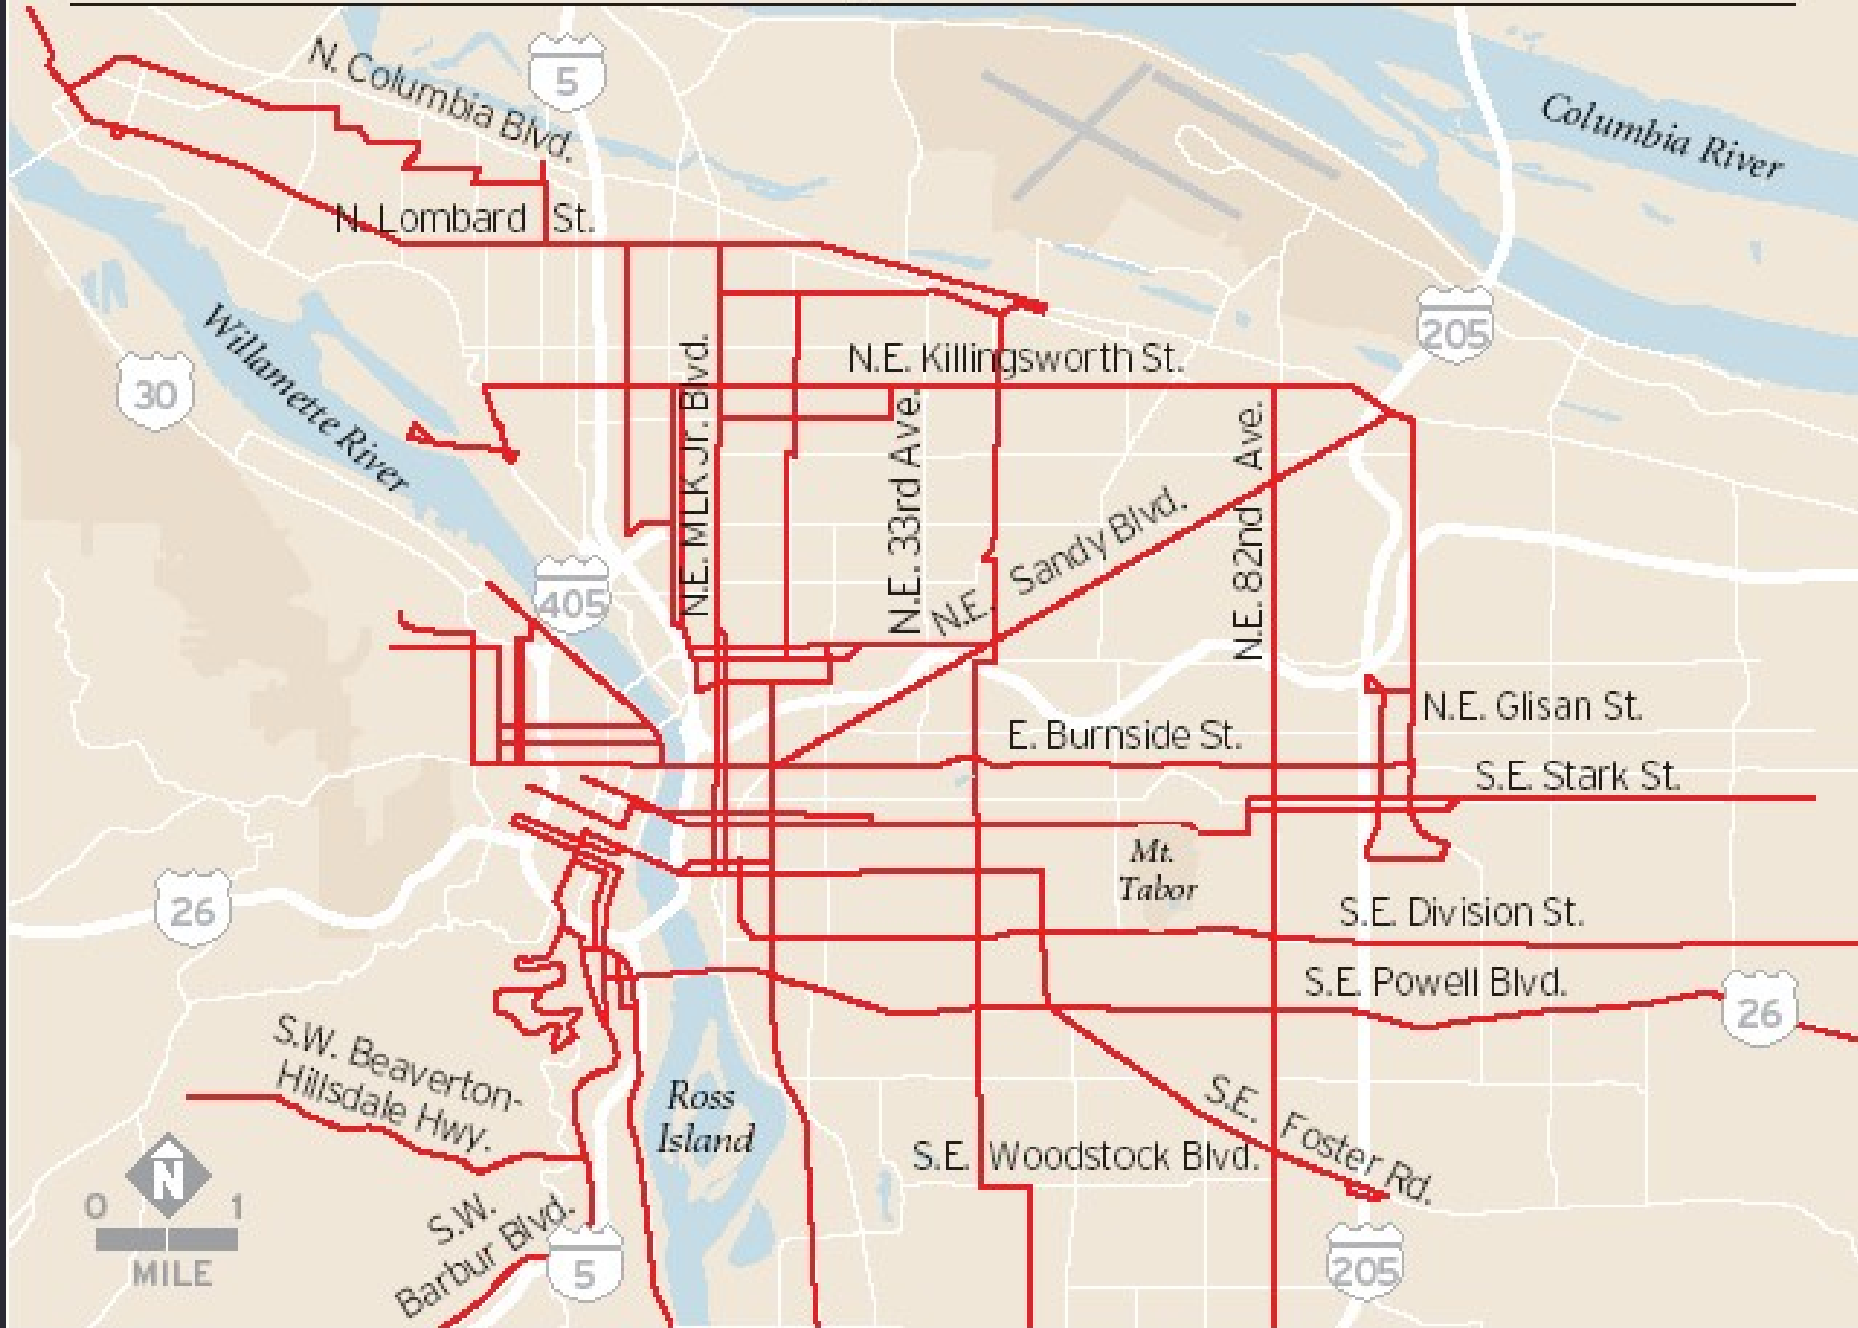 N. Columbia Blvd.
5
Columbia River
N. Lombard St.
205
Willamette River
30
N.E. Killingsworth St.
N.E. MLK Jr. Blvd.
N.E. 33rd Ave.
N.E. Sandy Blvd.
N.E. 82nd Ave.
405
N.E. Glisan St.
E. Burnside St.
S.E. Stark St.
Mt.
Tabor
26
S.E. Division St.
S.E. Powell Blvd.
26
S.W. Beaverton-
Hillsdale Hwy.
Ross
Island
S.E. Foster Rd.
S.E. Woodstock Blvd.
N
0 1
MILE
S.W.
Barbur Blvd.
5
205